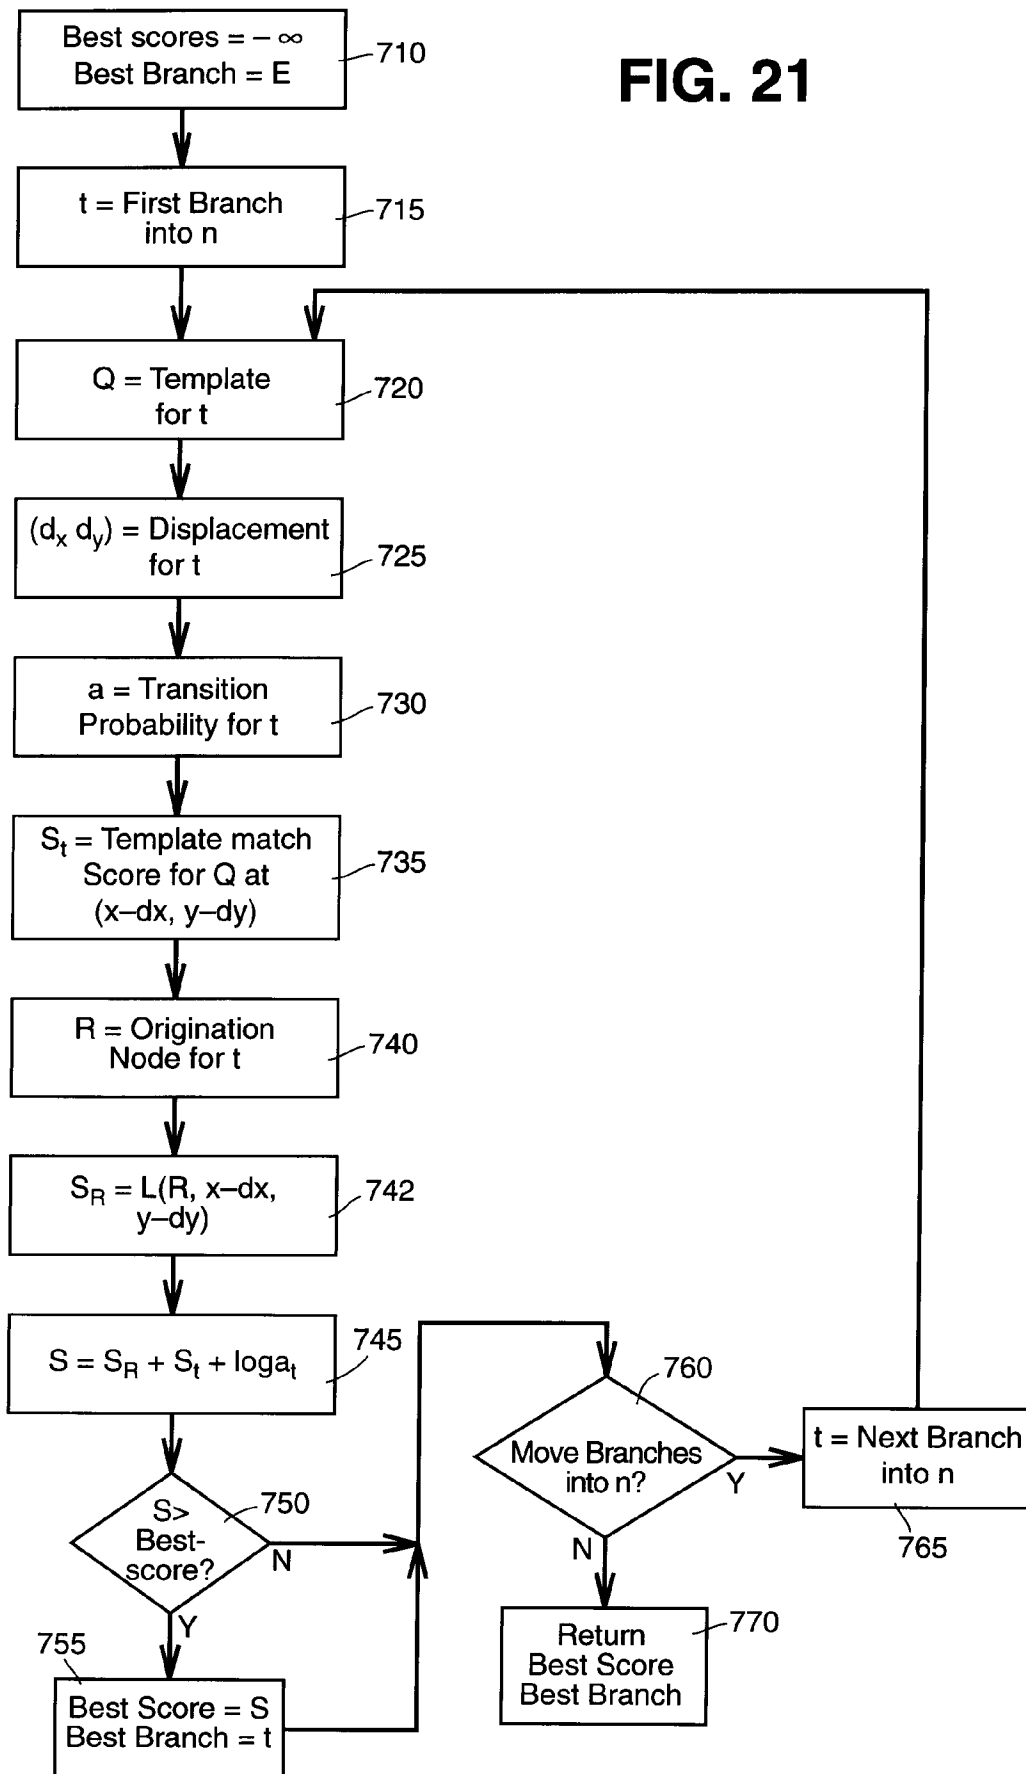 FIG. 21
Best scores = – ∞
Best Branch = E
710
t = First Branch
into n
715
Q = Template
for t
720
(dx dy) = Displacement
for t
725
a = Transition
Probability for t
730
St = Template match
Score for Q at
(x–dx, y–dy)
735
R = Origination
Node for t
740
SR = L(R, x–dx,
y–dy)
742
S = SR + St + logat
745
S>
Best-
score?
750
N
Y
755
Best Score = S
Best Branch = t
760
Move Branches
into n?
Y
N
t = Next Branch
into n
765
Return
Best Score
Best Branch
770